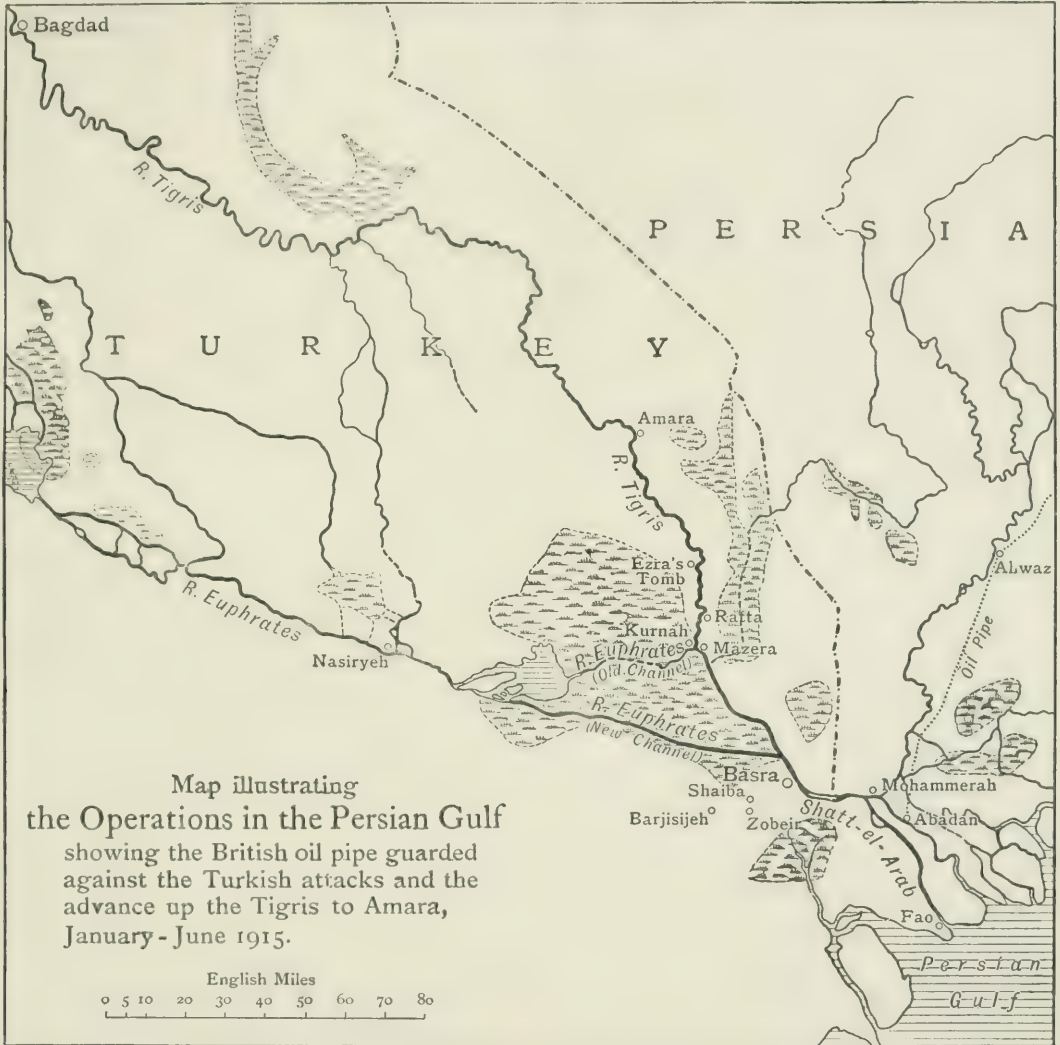 Bagdad
R. Tigris
P E R S I A
T U R K E Y
Amara
R. Tigris
Ezra's
Tomb
Ahwaz
Ratta
Kurnah
Mazera
R. Euphrates
(Old Channel)
R. Euphrates
Nasiryeh
Oil Pipe
R. Euphrates
(New Channel)
Basra
Shaiba
Mohammerah
Barjisijeh
Zobeir
Abadan
Shatt-el-Arab
Fao
Persian
Gulf
Map illustrating
the Operations in the Persian Gulf
showing the British oil pipe guarded
against the Turkish attacks and the
advance up the Tigris to Amara,
January - June 1915.
English Miles
0 5 10 20 30 40 50 60 70 80